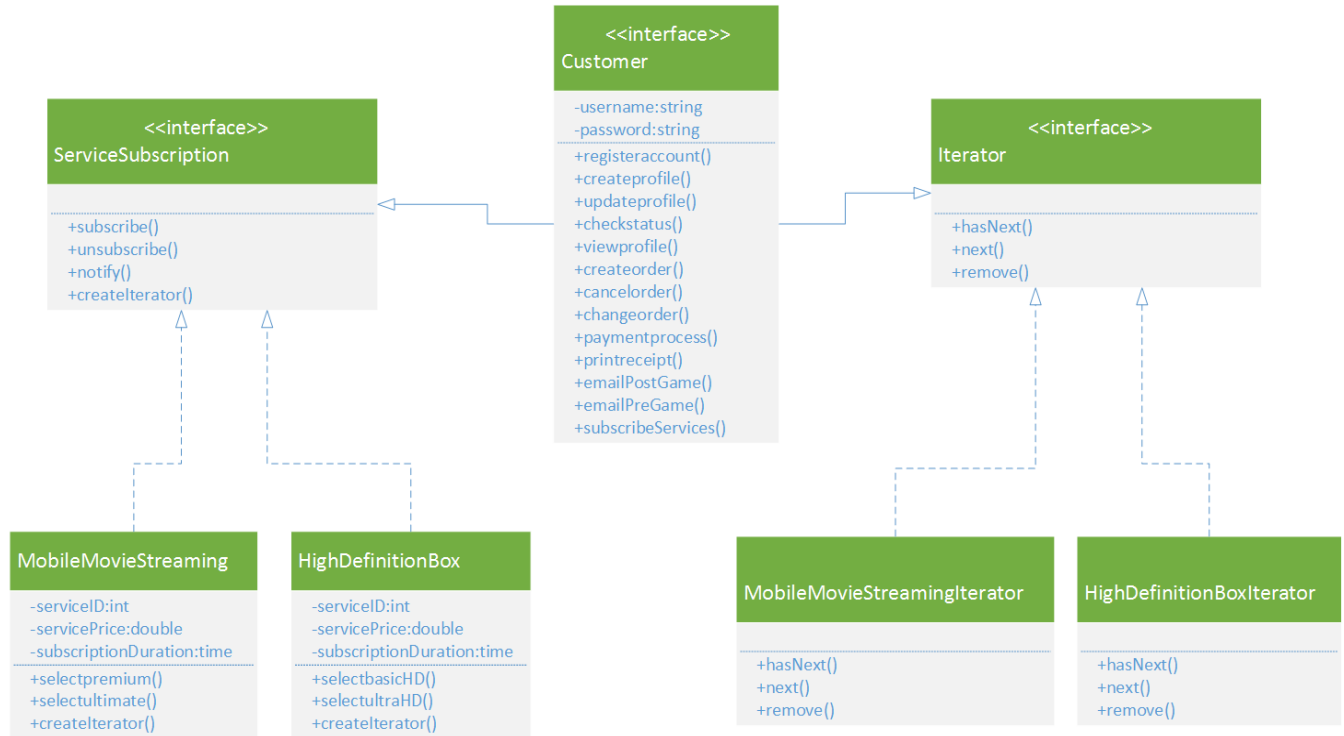 <<interface>>
Customer
-username:string
-password:string
+registeraccount()
+createprofile()
+updateprofile()
+checkstatus()
+viewprofile()
+createorder()
+cancelorder()
+changeorder()
+paymentprocess()
+printreceipt()
+emailPostGame()
+emailPreGame()
+subscribeServices()
<<interface>>
ServiceSubscription
+subscribe()
+unsubscribe()
+notify()
+createIterator()
<<interface>>
Iterator
+hasNext()
+next()
+remove()
MobileMovieStreaming
-serviceID:int
-servicePrice:double
-subscriptionDuration:time
+selectpremium()
+selectultimate()
+createIterator()
HighDefinitionBox
-serviceID:int
-servicePrice:double
-subscriptionDuration:time
+selectbasicHD()
+selectultraHD()
+createIterator()
MobileMovieStreamingIterator
+hasNext()
+next()
+remove()
HighDefinitionBoxIterator
+hasNext()
+next()
+remove()